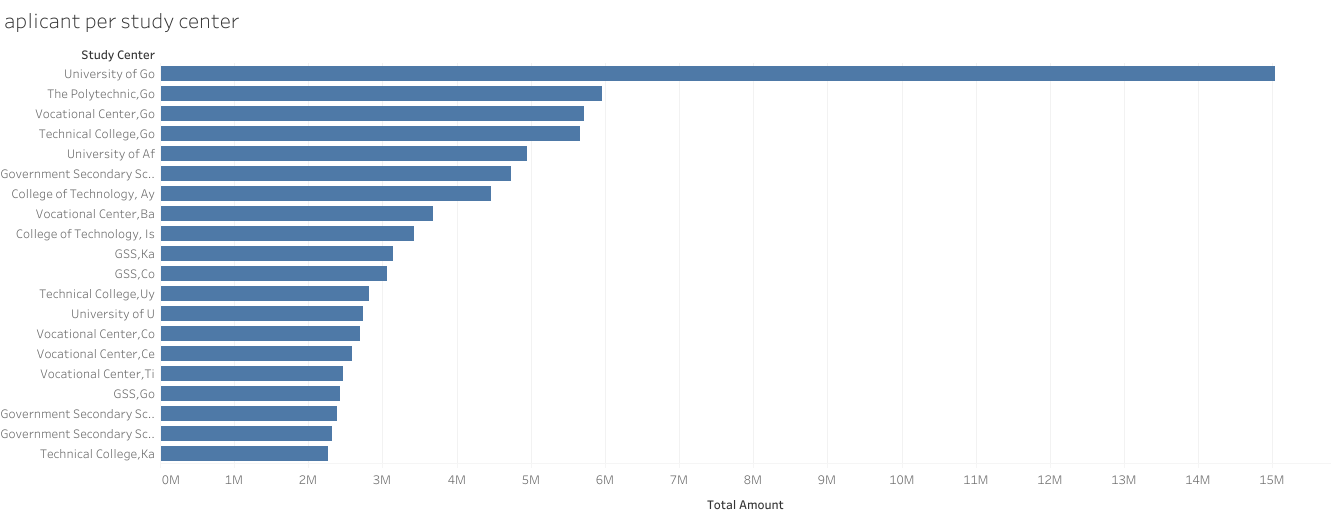 aplicant per study center
Study Center
University of Go
The Polytechnic,Go
Vocational Center,Go
Technical College,Go
University of Af
Government Secondary Sc..
College of Technology, Ay
Vocational Center,Ba
College of Technology, Is
GSS,Ka
GSS,Co
Technical College,Uy
University of U
Vocational Center,Co
Vocational Center,Ce
Vocational Center,Ti
GSS,Go
Government Secondary Sc..
Government Secondary Sc..
Technical College,Ka
0M 1M 2M 3M 4M 5M 6M 7M 8M 9M 10M 11M 12M 13M 14M 15M
Total Amount